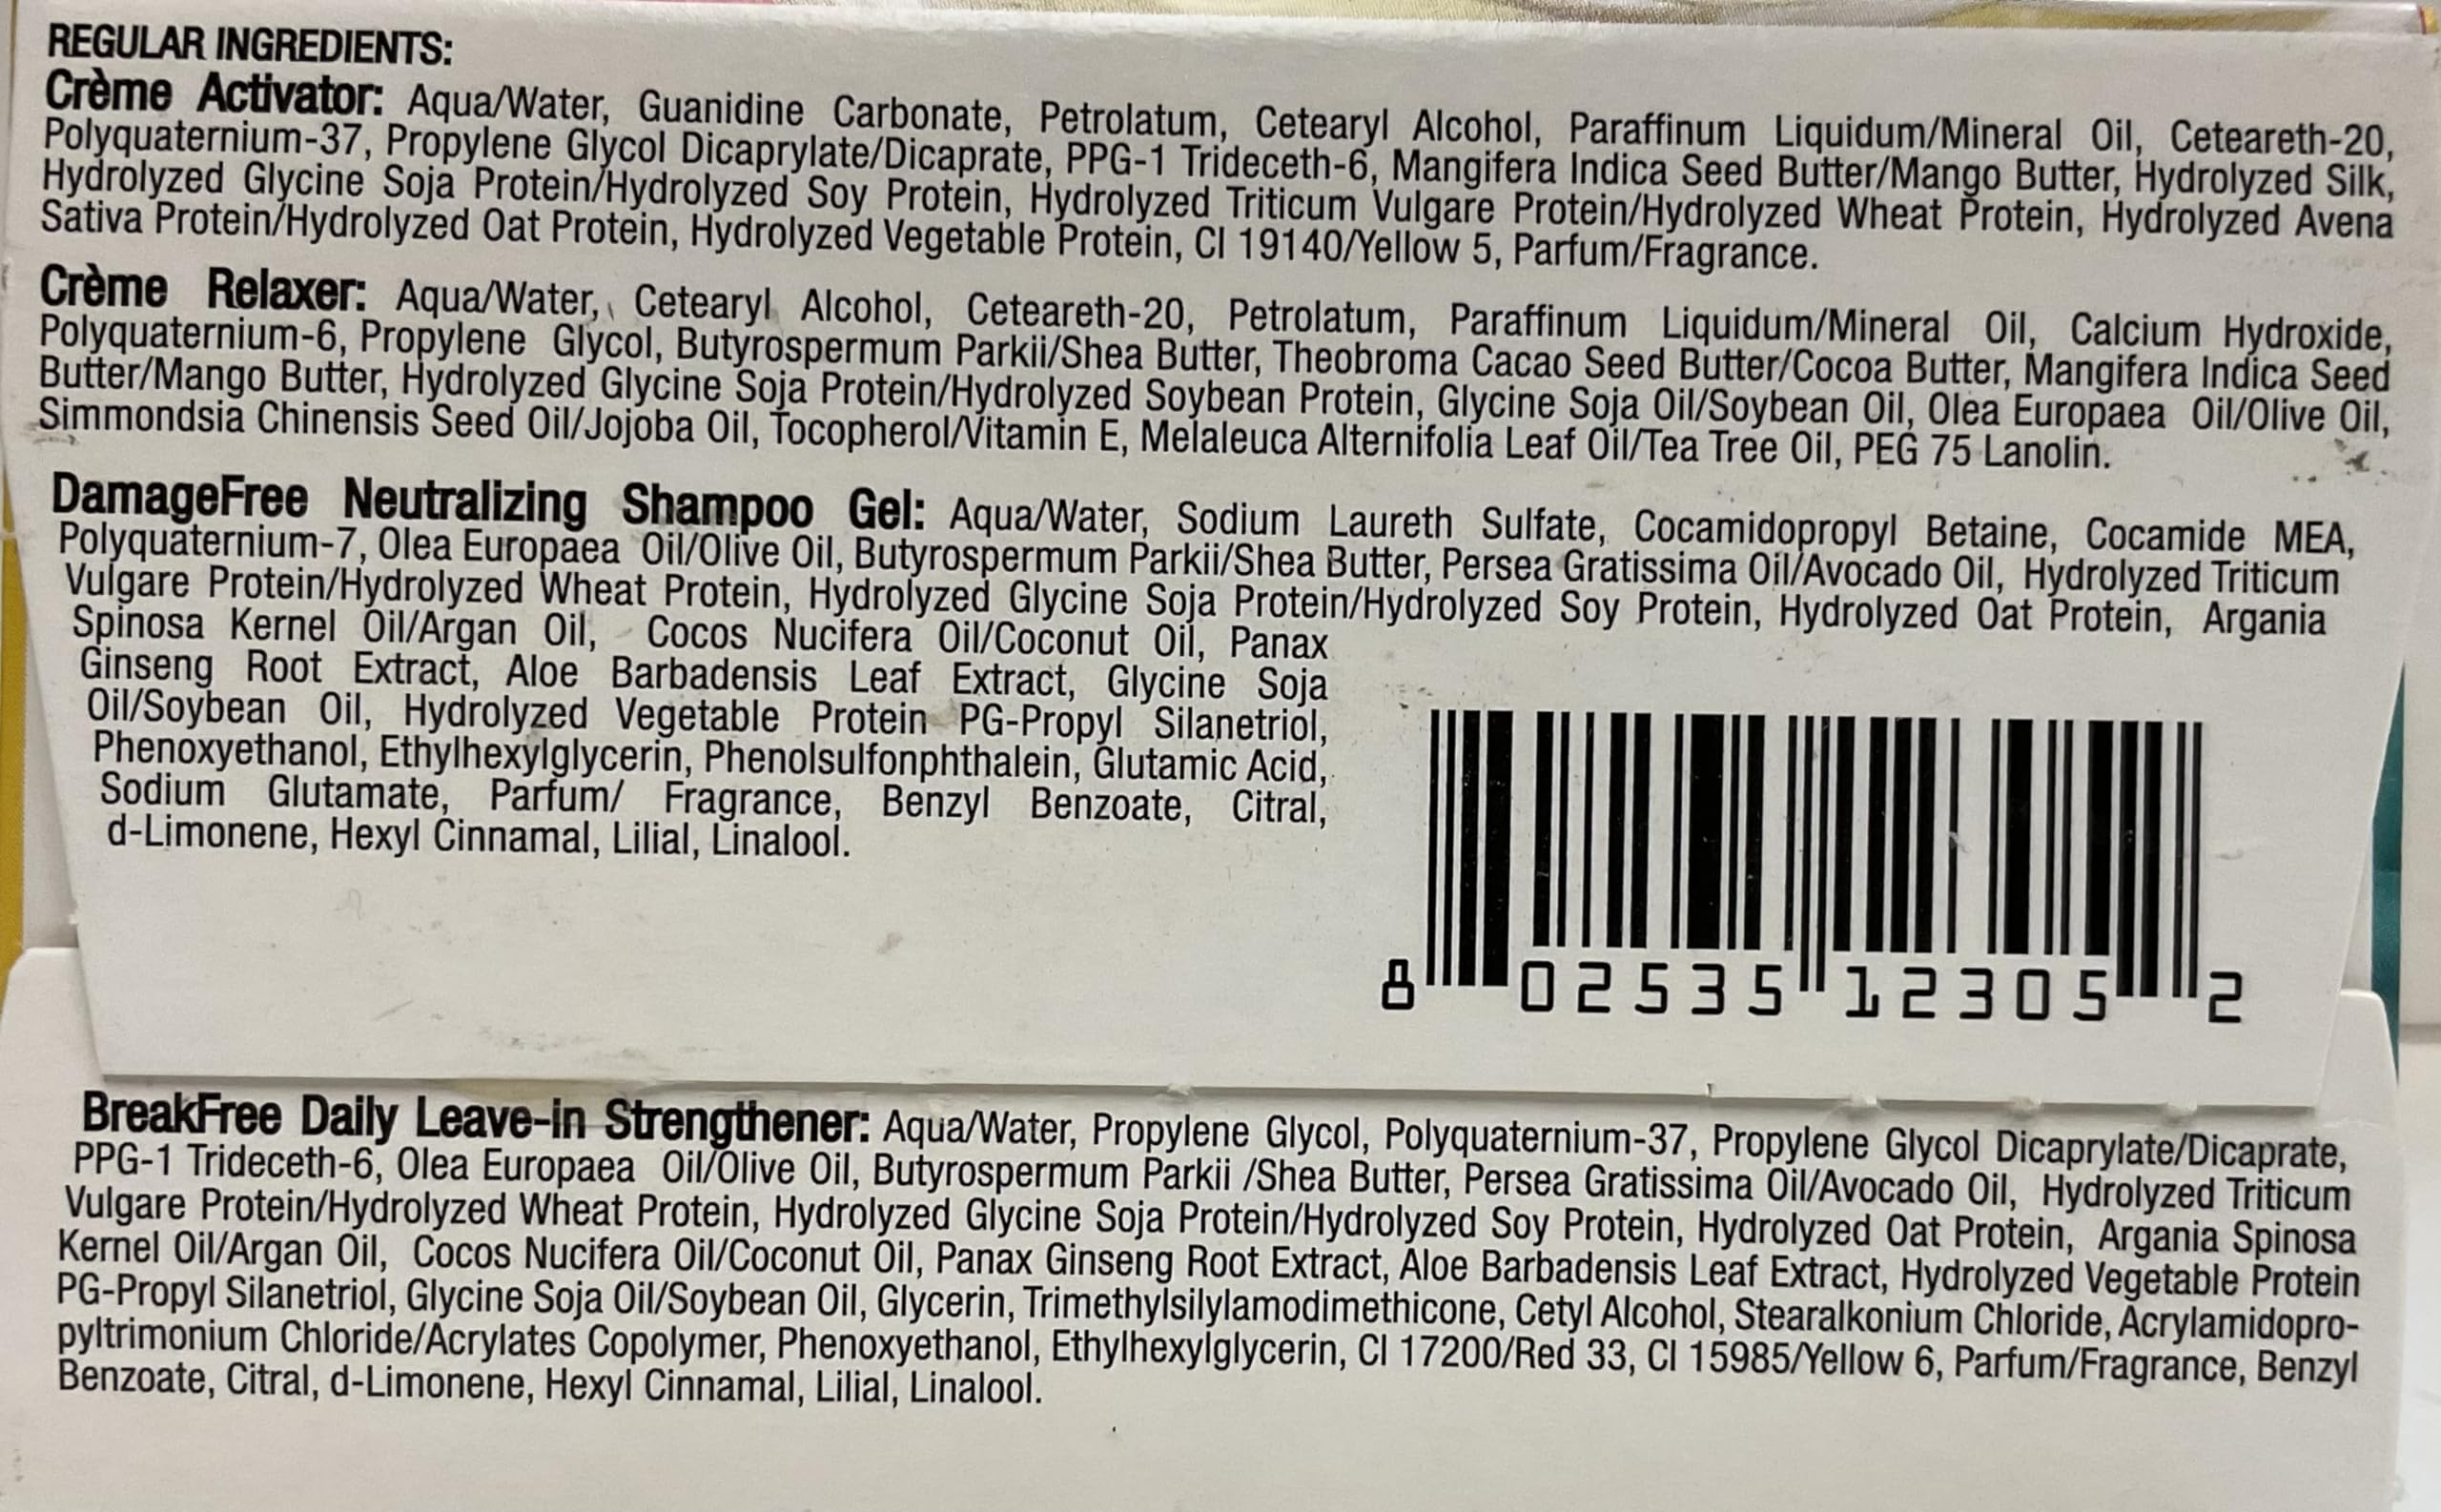 REGULAR INGREDIENTS:
Crème Activator: Aqua/Water, Guanidine Carbonate, Petrolatum, Cetearyl Alcohol, Paraffinum Liquidum/Mineral Oil, Ceteareth-20,
Polyquaternium-37, Propylene Glycol Dicaprylate/Dicaprate, PPG-1 Trideceth-6, Mangifera Indica Seed Butter/Mango Butter, Hydrolyzed Silk,
Hydrolyzed Glycine Soja Protein/Hydrolyzed Soy Protein, Hydrolyzed Triticum Vulgare Protein/Hydrolyzed Wheat Protein, Hydrolyzed Avena
Sativa Protein/Hydrolyzed Oat Protein, Hydrolyzed Vegetable Protein, CI 19140/Yellow 5, Parfum/Fragrance.
Crème Relaxer: Aqua/Water, Cetearyl Alcohol, Ceteareth-20, Petrolatum, Paraffinum Liquidum/Mineral Oil, Calcium Hydroxide,
Polyquaternium-6, Propylene Glycol, Butyrospermum Parkii/Shea Butter, Theobroma Cacao Seed Butter/Cocoa Butter, Mangifera Indica Seed
Butter/Mango Butter, Hydrolyzed Glycine Soja Protein/Hydrolyzed Soybean Protein, Glycine Soja Oil/Soybean Oil, Olea Europaea Oil/Olive Oil,
Simmondsia Chinensis Seed Oil/Jojoba Oil, Tocopherol/Vitamin E, Melaleuca Alternifolia Leaf Oil/Tea Tree Oil, PEG 75 Lanolin.
DamageFree Neutralizing Shampoo Gel: Aqua/Water, Sodium Laureth Sulfate, Cocamidopropyl Betaine, Cocamide MEA,
Polyquaternium-7, Olea Europaea Oil/Olive Oil, Butyrospermum Parkii/Shea Butter, Persea Gratissima Oil/Avocado Oil, Hydrolyzed Triticum
Vulgare Protein/Hydrolyzed Wheat Protein, Hydrolyzed Glycine Soja Protein/Hydrolyzed Soy Protein, Hydrolyzed Oat Protein, Argania
Spinosa Kernel Oil/Argan Oil, Cocos Nucifera Oil/Coconut Oil, Panax
Ginseng Root Extract, Aloe Barbadensis Leaf Extract, Glycine Soja
Oil/Soybean Oil, Hydrolyzed Vegetable Protein PG-Propyl Silanetriol,
Phenoxyethanol, Ethylhexylglycerin, Phenolsulfonphthalein, Glutamic Acid,
Sodium Glutamate, Parfum/ Fragrance, Benzyl Benzoate, Citral,
d-Limonene, Hexyl Cinnamal, Lilial, Linalool.
8 02535 12305 2
BreakFree Daily Leave-in Strengthener: Aqua/Water, Propylene Glycol, Polyquaternium-37, Propylene Glycol Dicaprylate/Dicaprate,
PPG-1 Trideceth-6, Olea Europaea Oil/Olive Oil, Butyrospermum Parkii /Shea Butter, Persea Gratissima Oil/Avocado Oil, Hydrolyzed Triticum
Vulgare Protein/Hydrolyzed Wheat Protein, Hydrolyzed Glycine Soja Protein/Hydrolyzed Soy Protein, Hydrolyzed Oat Protein, Argania Spinosa
Kernel Oil/Argan Oil, Cocos Nucifera Oil/Coconut Oil, Panax Ginseng Root Extract, Aloe Barbadensis Leaf Extract, Hydrolyzed Vegetable Protein
PG-Propyl Silanetriol, Glycine Soja Oil/Soybean Oil, Glycerin, Trimethylsilylamodimethicone, Cetyl Alcohol, Stearalkonium Chloride, Acrylamidopro-
pyltrimonium Chloride/Acrylates Copolymer, Phenoxyethanol, Ethylhexylglycerin, CI 17200/Red 33, CI 15985/Yellow 6, Parfum/Fragrance, Benzyl
Benzoate, Citral, d-Limonene, Hexyl Cinnamal, Lilial, Linalool.